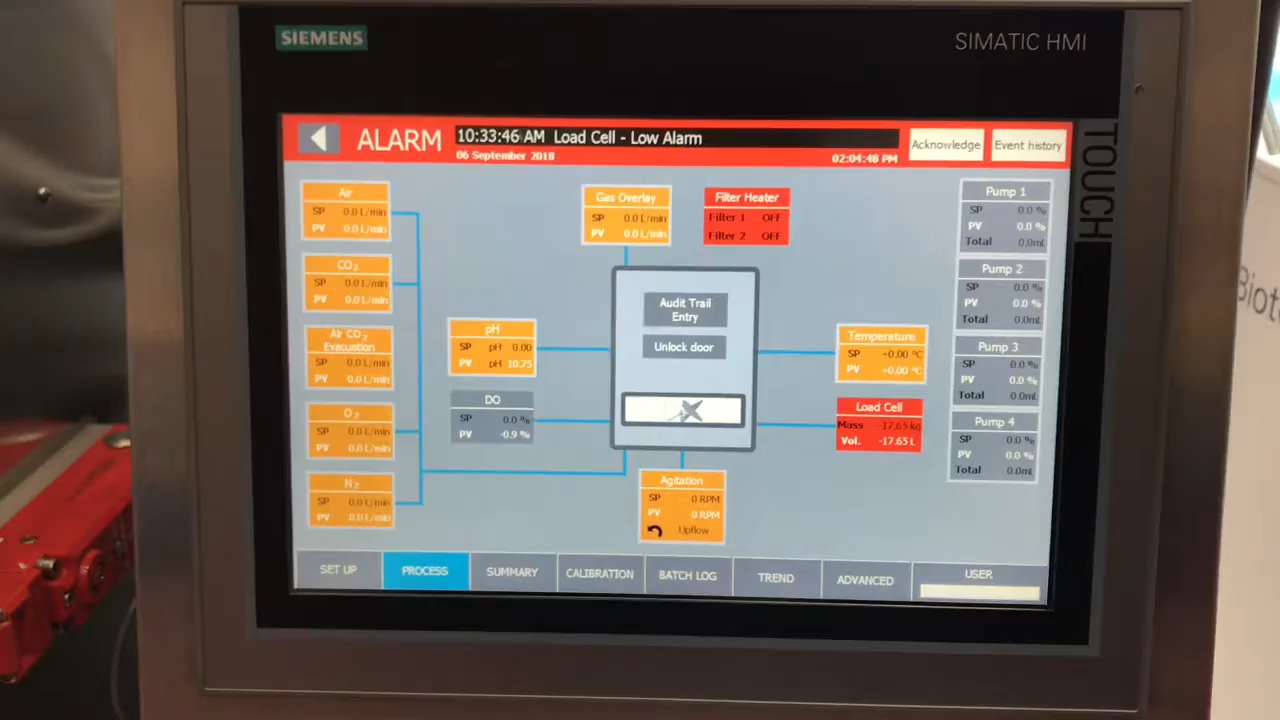 SIEMENS
SIMATIC HMI
TOUCH
ALARM
10:33:46 AM Load Cell - Low Alarm
06 September 2018
02:04:48 PM
Acknowledge
Event history
Air
SP 0.0 L/min
PV 0.0 L/min
CO₂
SP 0.0 L/min
PV 0.0 L/min
Air CO₂
Evacuation
SP 0.0 L/min
PV 0.0 L/min
O₂
SP 0.0 L/min
PV 0.0 L/min
N₂
SP 0.0 L/min
PV 0.0 L/min
Gas Overlay
SP 0.0 L/min
PV 0.0 L/min
Filter Heater
Filter 1 OFF
Filter 2 OFF
pH
SP pH 0.00
PV pH 10.75
DO
SP 0.0 %
PV -0.9 %
Audit Trail
Entry
Unlock door
Temperature
SP +0.00 °C
PV +0.00 °C
Load Cell
Mass -17.65 kg
Vol. -17.65 L
Agitation
SP 0 RPM
PV 0 RPM
Upflow
Pump 1
SP 0.0 %
PV 0.0 %
Total 0.0mL
Pump 2
SP 0.0 %
PV 0.0 %
Total 0.0mL
Pump 3
SP 0.0 %
PV 0.0 %
Total 0.0mL
Pump 4
SP 0.0 %
PV 0.0 %
Total 0.0mL
SET UP
PROCESS
SUMMARY
CALIBRATION
BATCH LOG
TREND
ADVANCED
USER